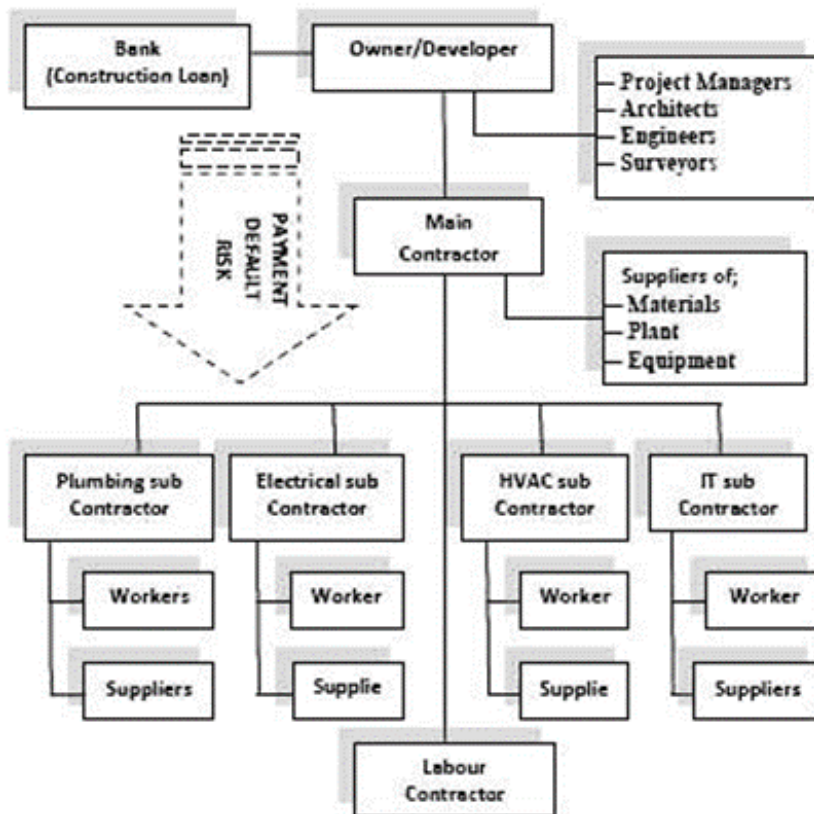 Bank
(Construction Loan)
Owner/Developer
Project Managers
Architects
Engineers
Surveyors
PAYMENT
DEFAULT
RISK
Main
Contractor
Suppliers of;
Materials
Plant
Equipment
Plumbing sub
Contractor
Electrical sub
Contractor
HVAC sub
Contractor
IT sub
Contractor
Workers
Worker
Worker
Worker
Suppliers
Supplie
Supplie
Suppliers
Labour
Contractor